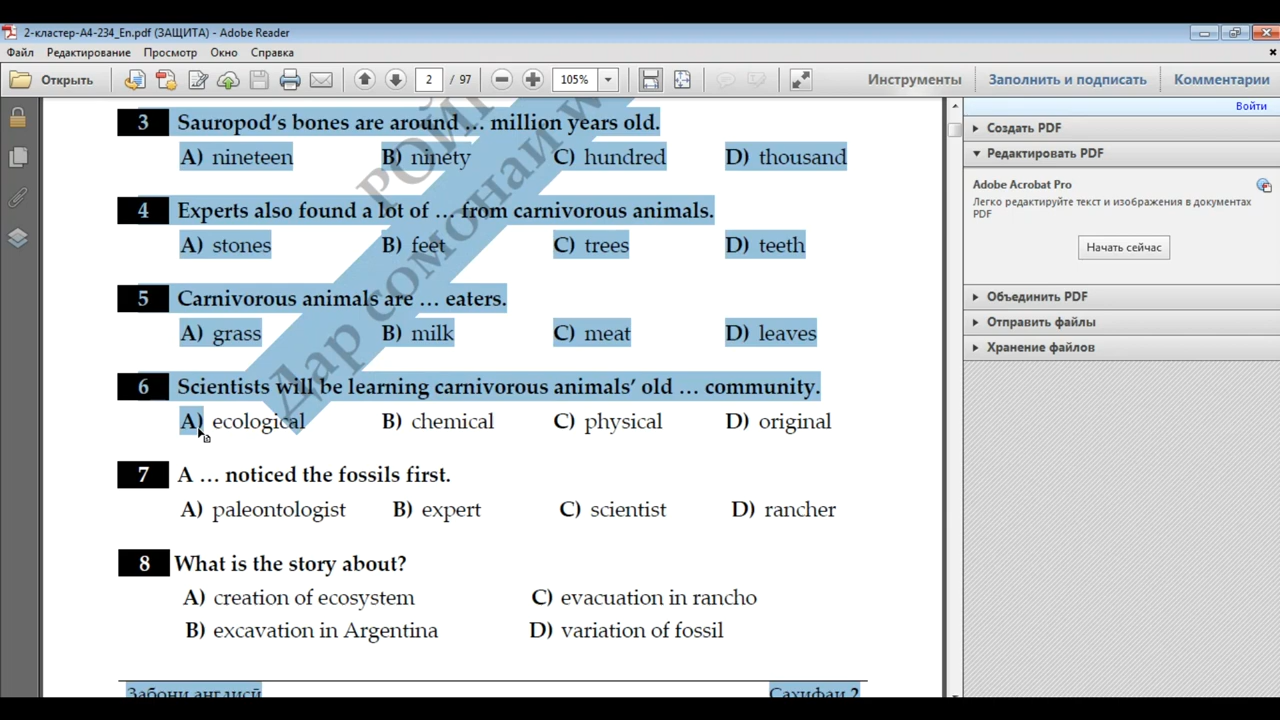 2-кластер-А4-234_En.pdf (ЗАЩИТА) - Adobe Reader
Файл Редактирование Просмотр Окно Справка
Открыть 2 / 97 105% Инструменты Заполнить и подписать Комментарии
Войти
Создать PDF
Редактировать PDF
Adobe Acrobat Pro
Легко редактируйте текст и изображения в документах
PDF
Начать сейчас
Объединить PDF
Отправить файлы
Хранение файлов
3 Sauropod's bones are around … million years old.
A) nineteen B) ninety C) hundred D) thousand
4 Experts also found a lot of … from carnivorous animals.
A) stones B) feet C) trees D) teeth
5 Carnivorous animals are … eaters.
A) grass B) milk C) meat D) leaves
6 Scientists will be learning carnivorous animals' old … community.
A) ecological B) chemical C) physical D) original
7 A … noticed the fossils first.
A) paleontologist B) expert C) scientist D) rancher
8 What is the story about?
A) creation of ecosystem C) evacuation in rancho
B) excavation in Argentina D) variation of fossil
Забони англисӣ Саҳифаи 2
РОЙГ
Дар сомонаи w